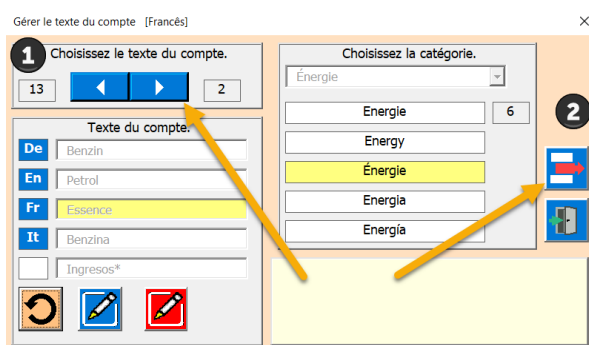 Gérer le texte du compte [Francês]
1
Choisissez le texte du compte.
13
2
Texte du compte.
De
Benzin
En
Petrol
Fr
Essence
It
Benzina
Ingresos*
Choisissez la catégorie.
Énergie
Energie
6
Energy
Énergie
Energia
Energía
2